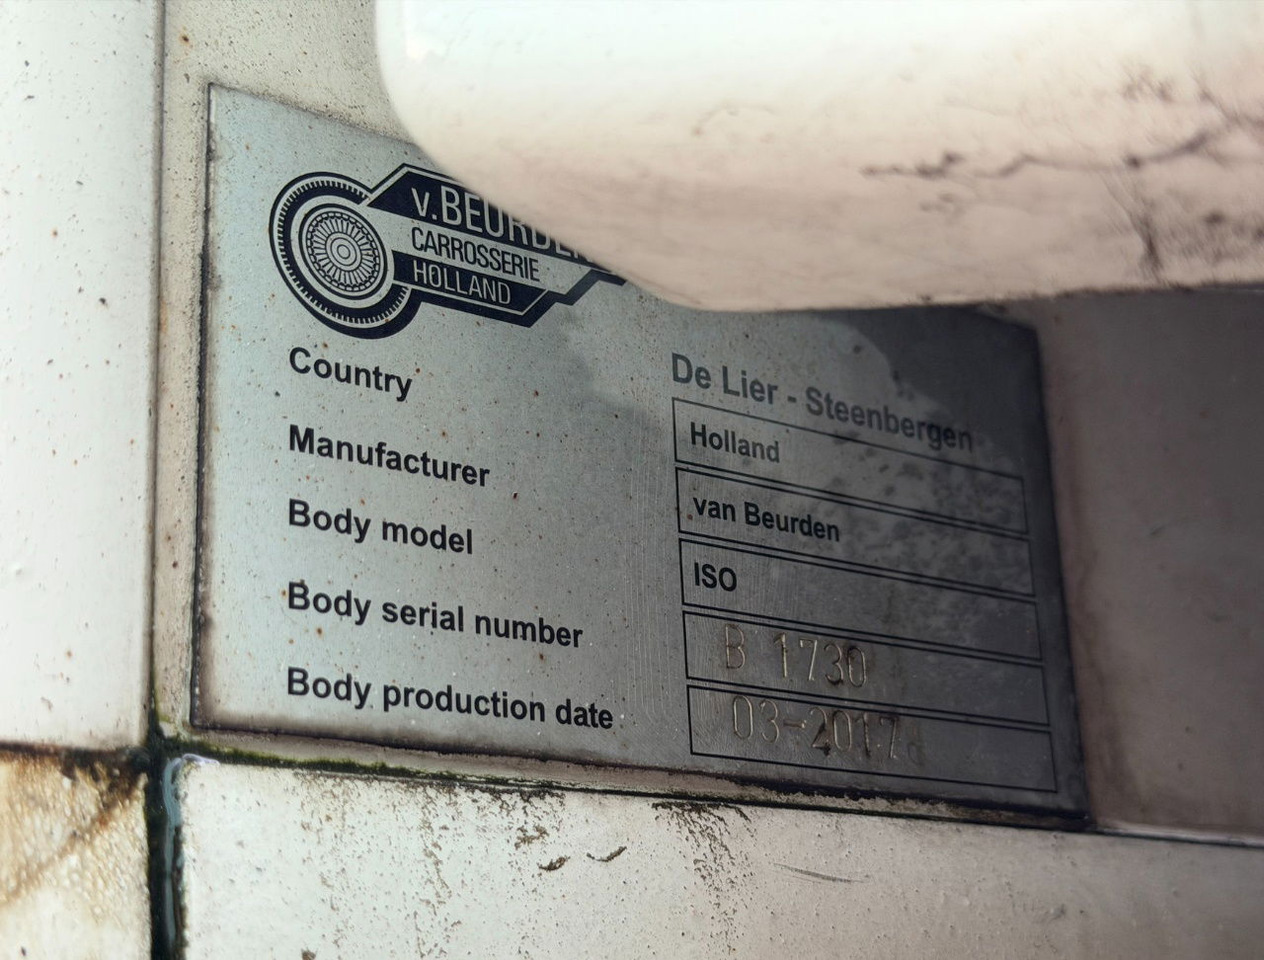 v.BEURDEN
CARROSSERIE
HOLLAND
De Lier - Steenbergen
Country Holland
Manufacturer van Beurden
Body model ISO
Body serial number B 1730
Body production date 03-2017